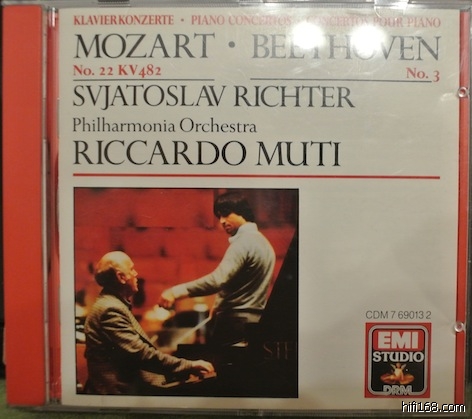 KLAVIERKONZERTE · PIANO CONCERTOS · CONCERTOS POUR PIANO
MOZART · BEETHOVEN
No. 22 KV482 No. 3
SVJATOSLAV RICHTER
Philharmonia Orchestra
RICCARDO MUTI
CDM 7 69013 2
EMI
STUDIO
DRM
hifi168.com